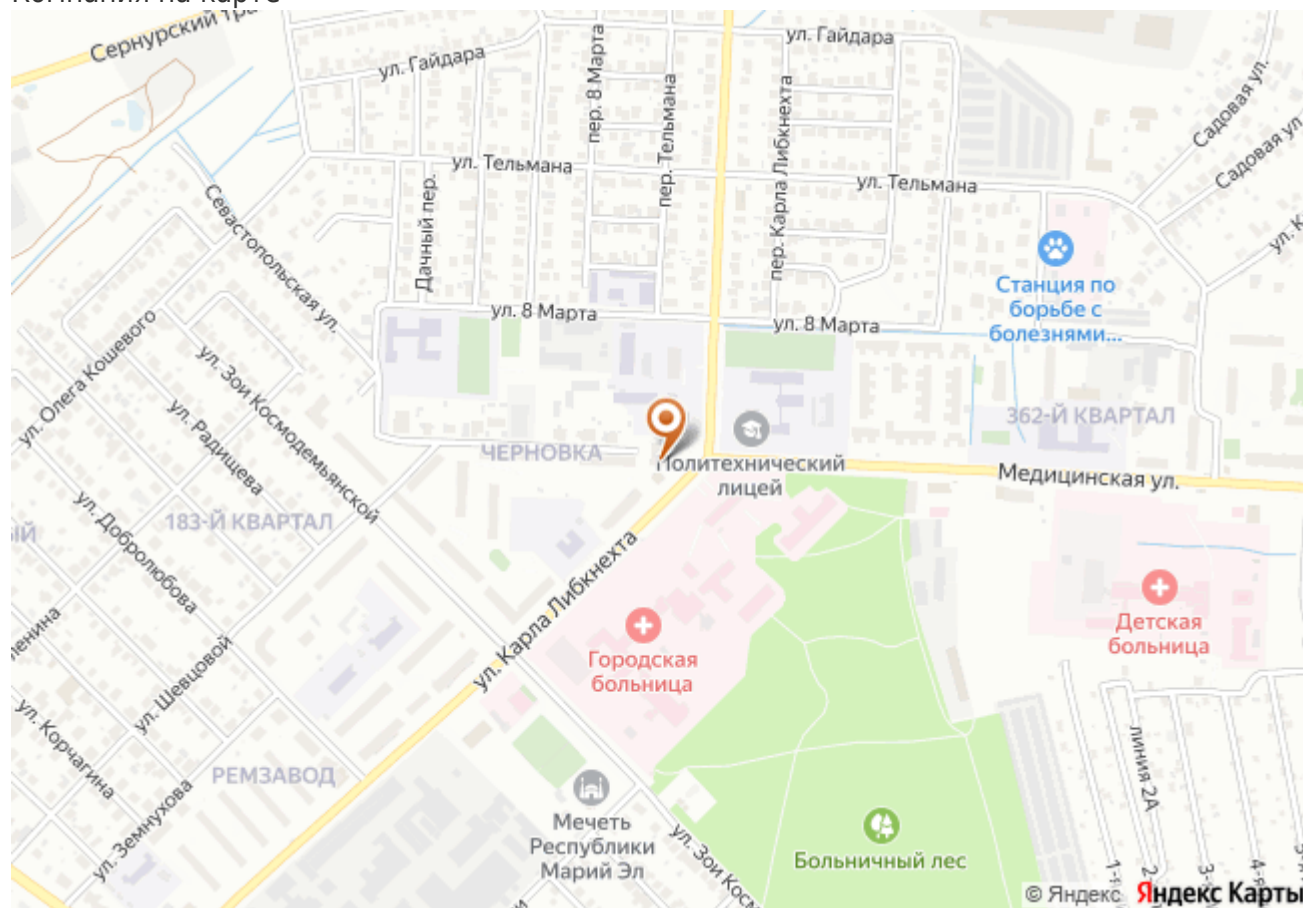 Компания на карте
Сернурский
ул. Гайдара
ул. Гайдара
пер. 8 Марта
пер. Тельмана
пер. Карла Либкнехта
Садовая ул.
Садовая ул.
ул. Тельмана
ул. Тельмана
Дачный пер.
Севастопольская ул.
Станция по
борьбе с
болезнями...
ул. 8 Марта
ул. 8 Марта
ул. Олега Кошевого
ул. Зои Космодемьянской
ул. Радищева
ул. Добролюбова
ЧЕРНОВКА
Политехнический
лицей
362-Й КВАРТАЛ
Медицинская ул.
183-Й КВАРТАЛ
ул. Карла Либкнехта
Городская
больница
Детская
больница
ул. Шевцовой
ул. Корчагина
ул. Земнухова
РЕМЗАВОД
Мечеть
Республики
Марий Эл
ул. Зои Косм
Больничный лес
линия 2А
© Яндекс Яндекс Карты